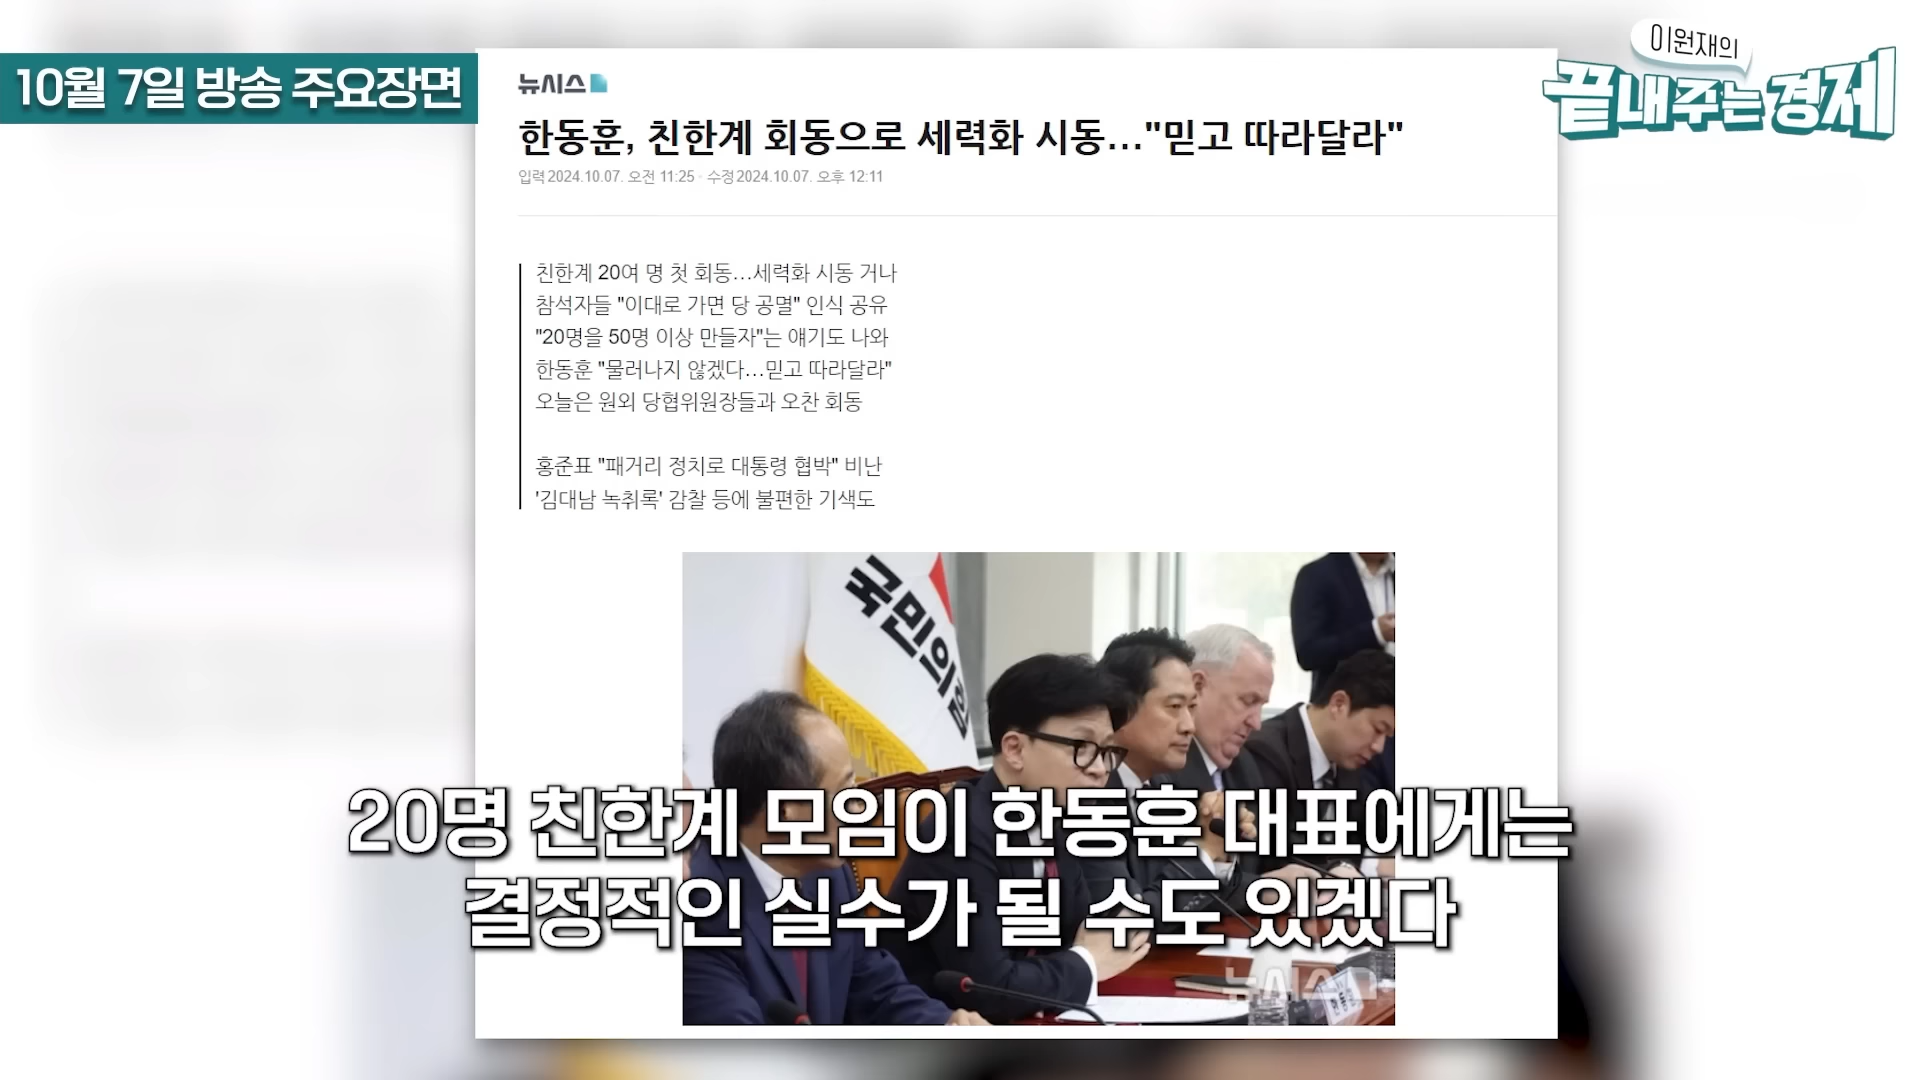 10월 7일 방송 주요장면
이원재의
끝내주는 경제
뉴시스
한동훈, 친한계 회동으로 세력화 시동..."믿고 따라달라"
입력 2024.10.07. 오전 11:25 · 수정 2024.10.07. 오후 12:11
친한계 20여 명 첫 회동…세력화 시동 거나
참석자들 "이대로 가면 당 공멸" 인식 공유
"20명을 50명 이상 만들자"는 얘기도 나와
한동훈 "물러나지 않겠다…믿고 따라달라"
오늘은 원외 당협위원장들과 오찬 회동
홍준표 "패거리 정치로 대통령 협박" 비난
'김대남 녹취록' 감찰 등에 불편한 기색도
국민의힘
20명 친한계 모임이 한동훈 대표에게는
결정적인 실수가 될 수도 있겠다
뉴시스